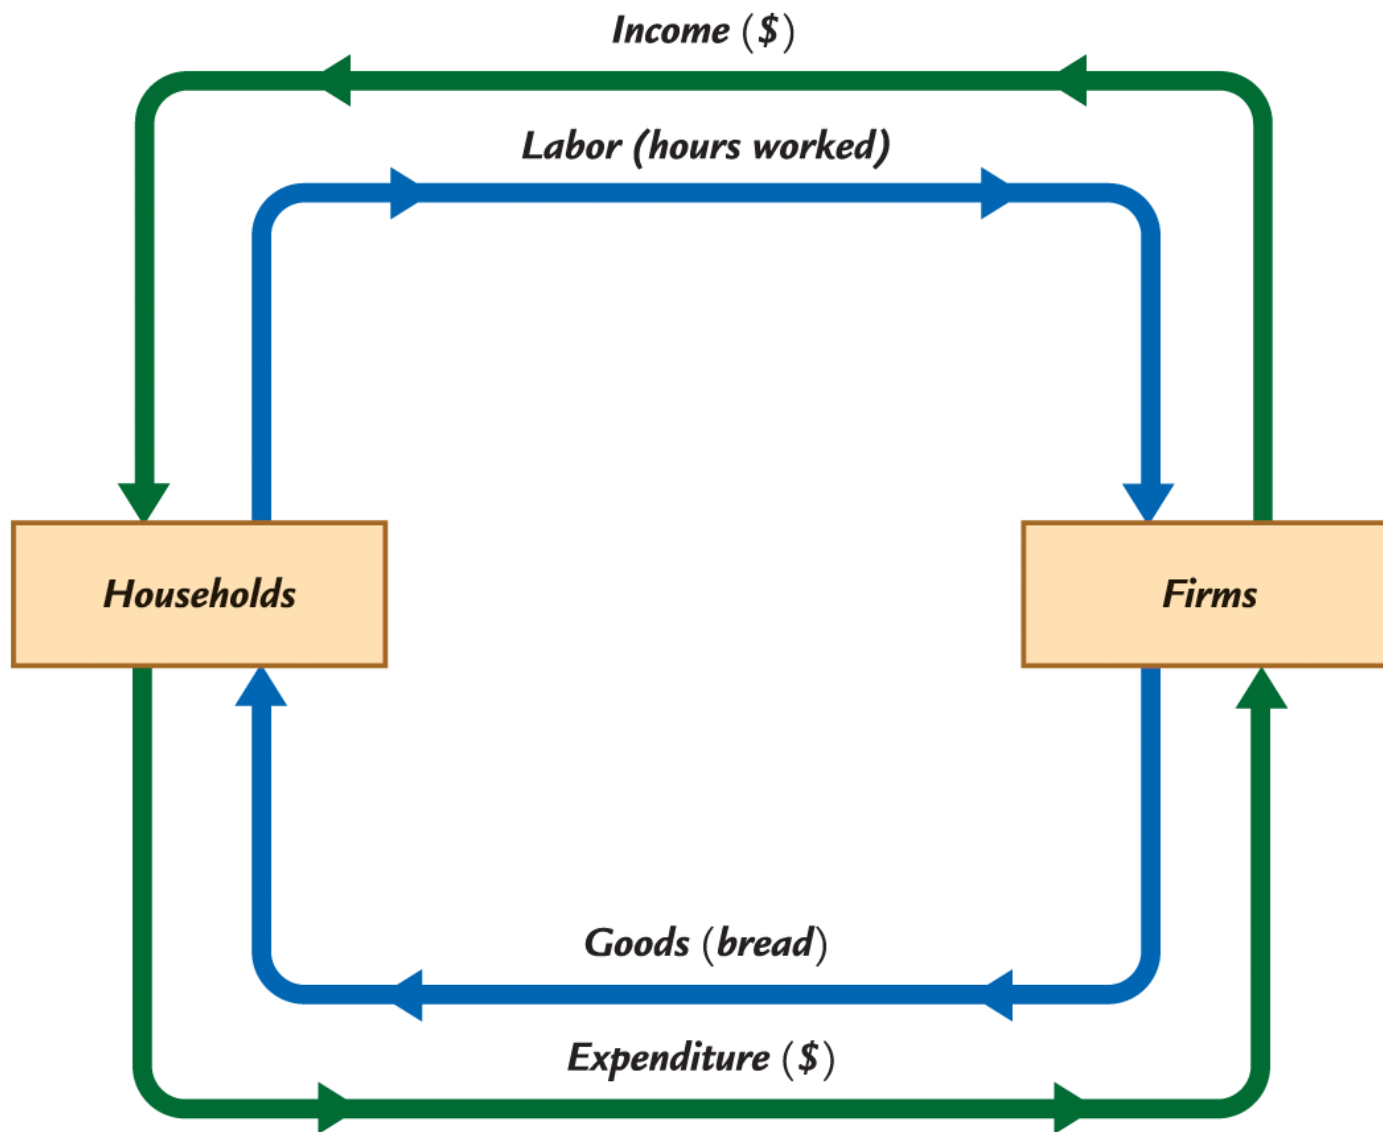 Income ($)
Labor (hours worked)
Households
Firms
Goods (bread)
Expenditure ($)